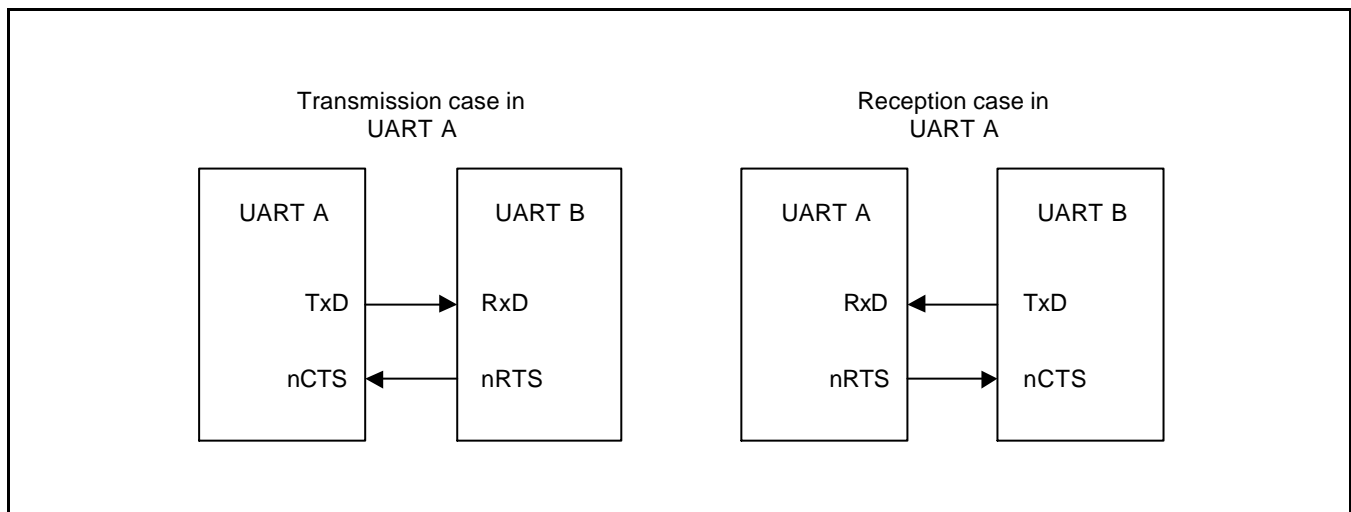 Transmission case in
UART A
UART A
UART B
TxD
RxD
nCTS
nRTS
Reception case in
UART A
UART A
UART B
RxD
TxD
nRTS
nCTS